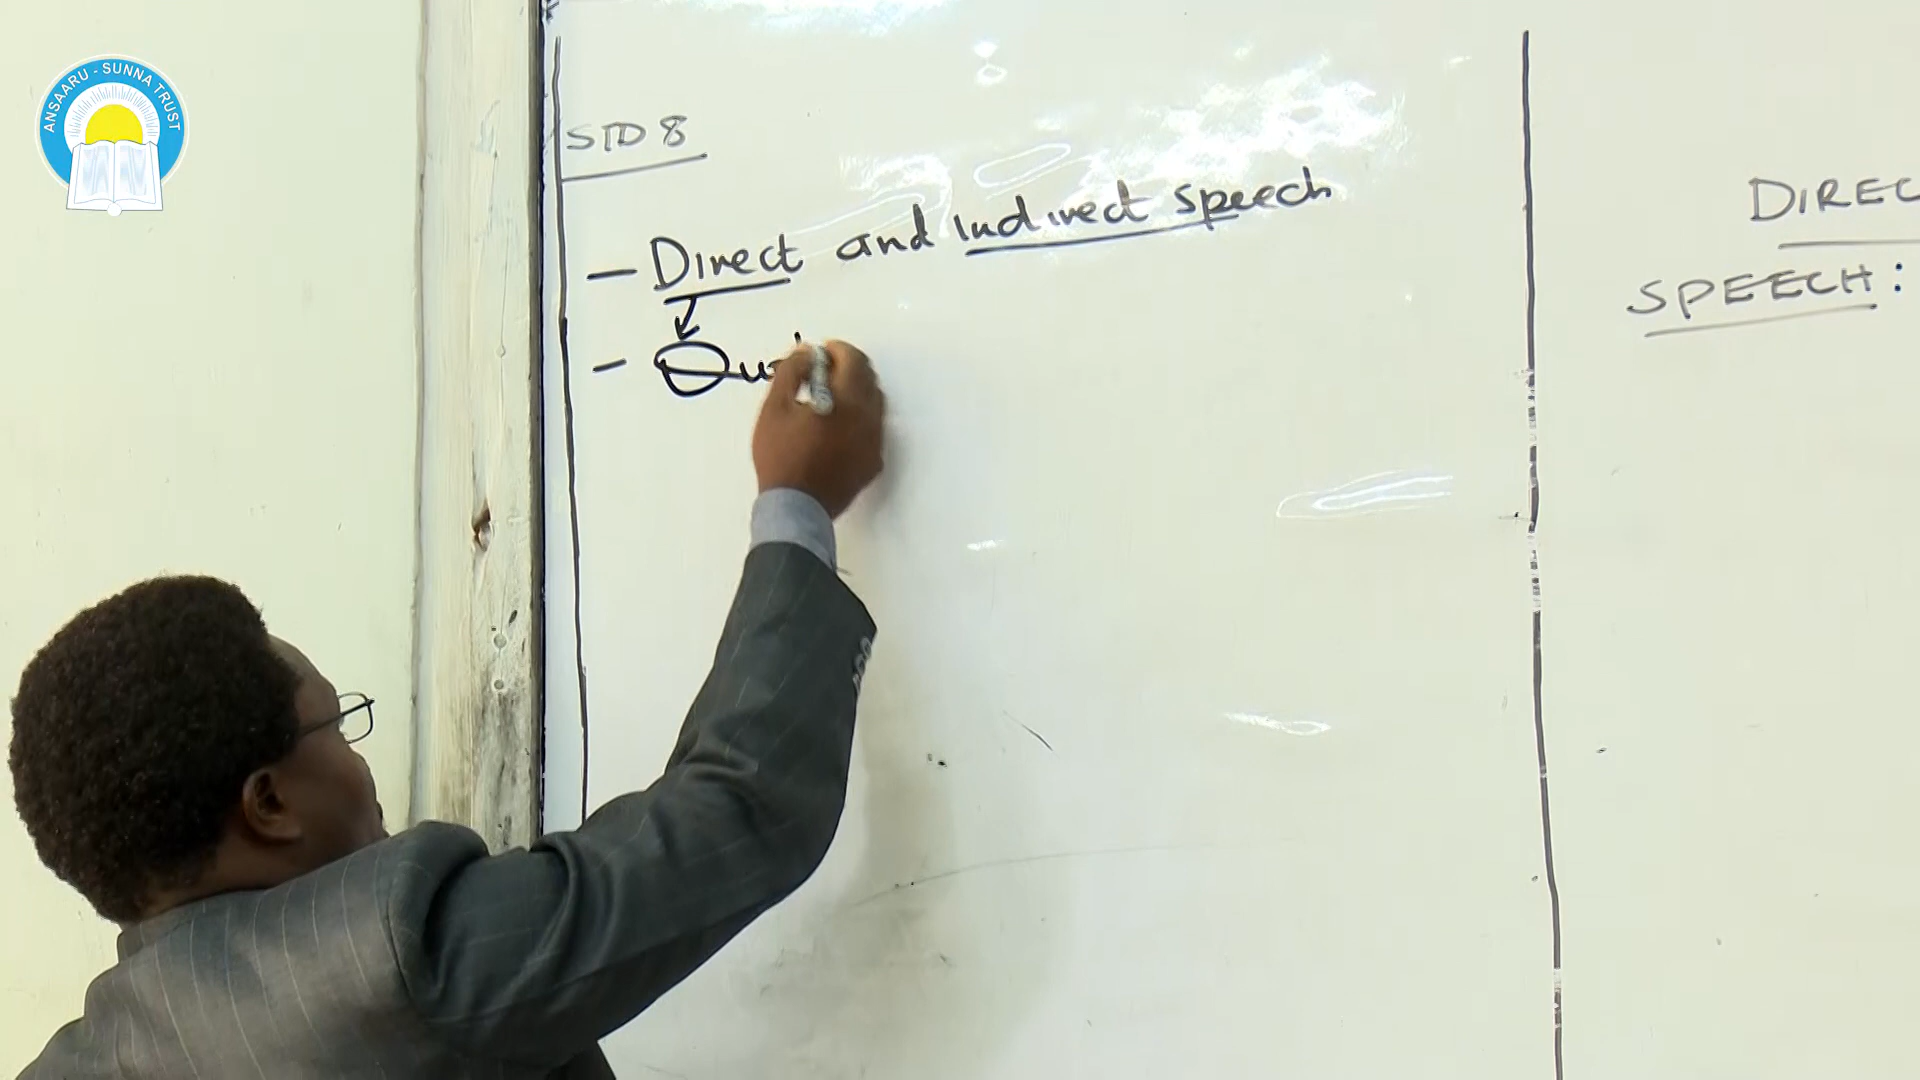 ANSAARU - SUNNA TRUST
STD 8
- Direct and Indirect speech
-
DIREC
SPEECH: